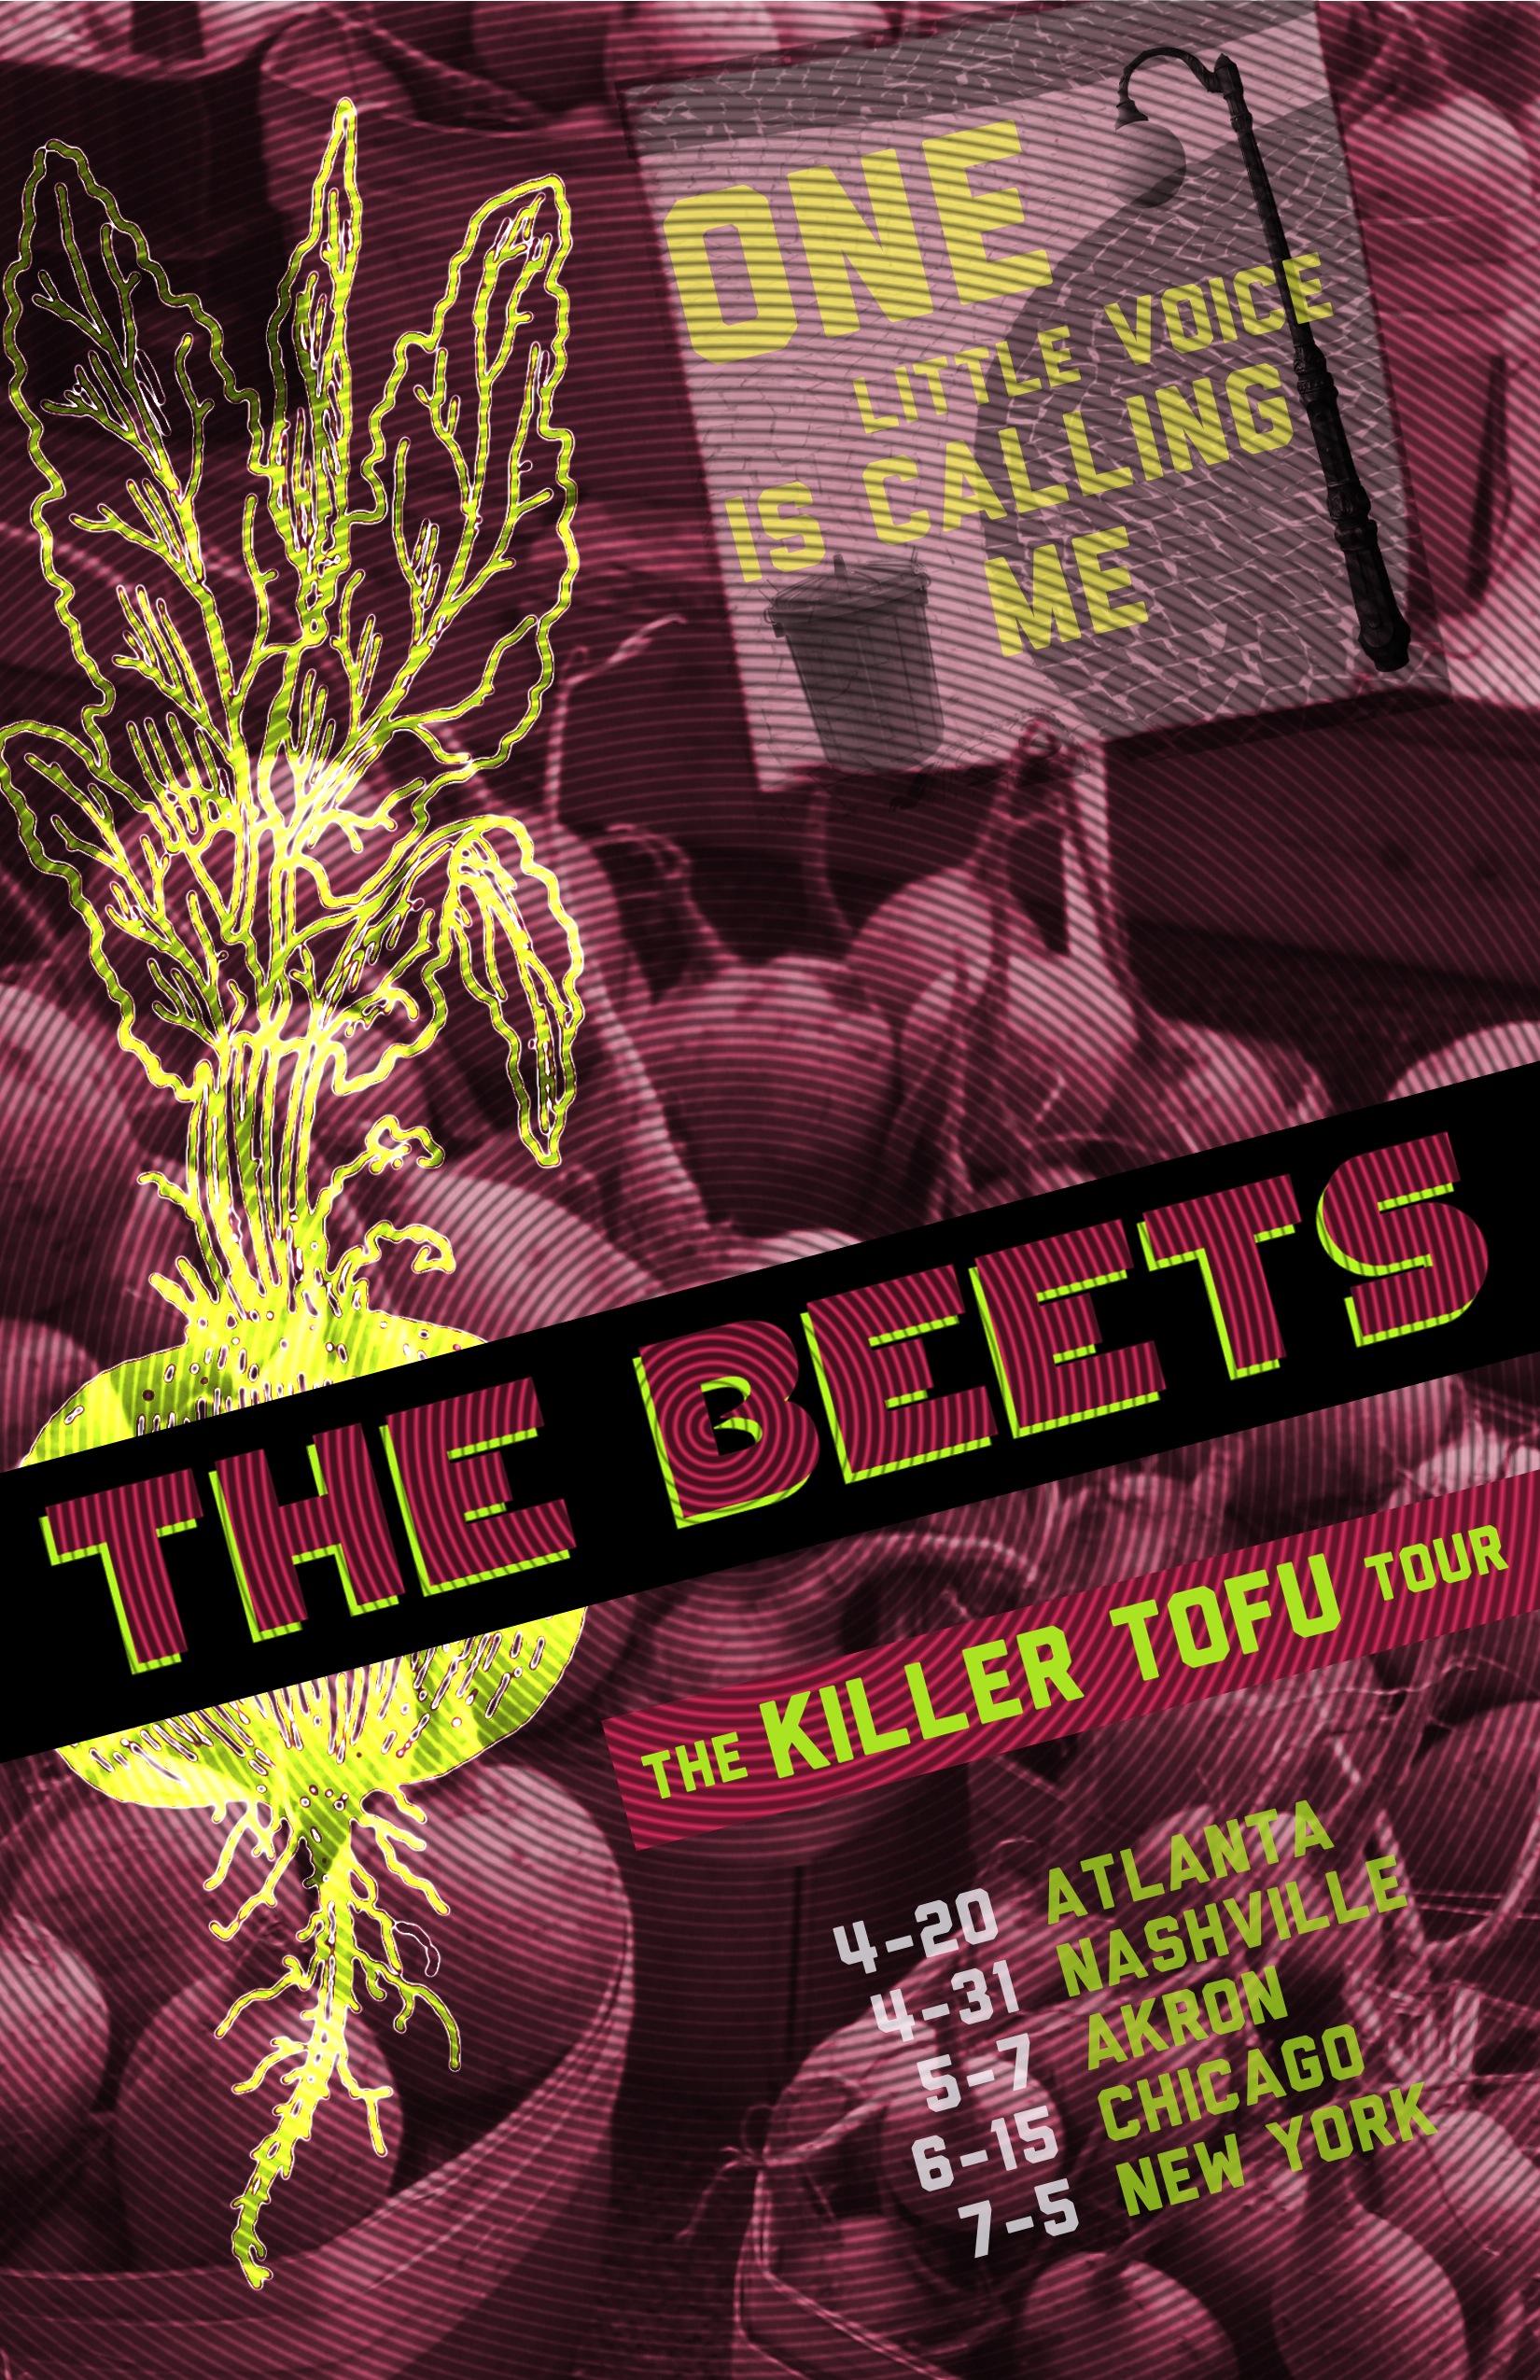 ONE
LITTLE VOICE
IS CALLING
ME
THE BEETS
THE KILLER TOFU TOUR
4-20 ATLANTA
4-31 NASHVILLE
5-7 AKRON
6-15 CHICAGO
7-5 NEW YORK